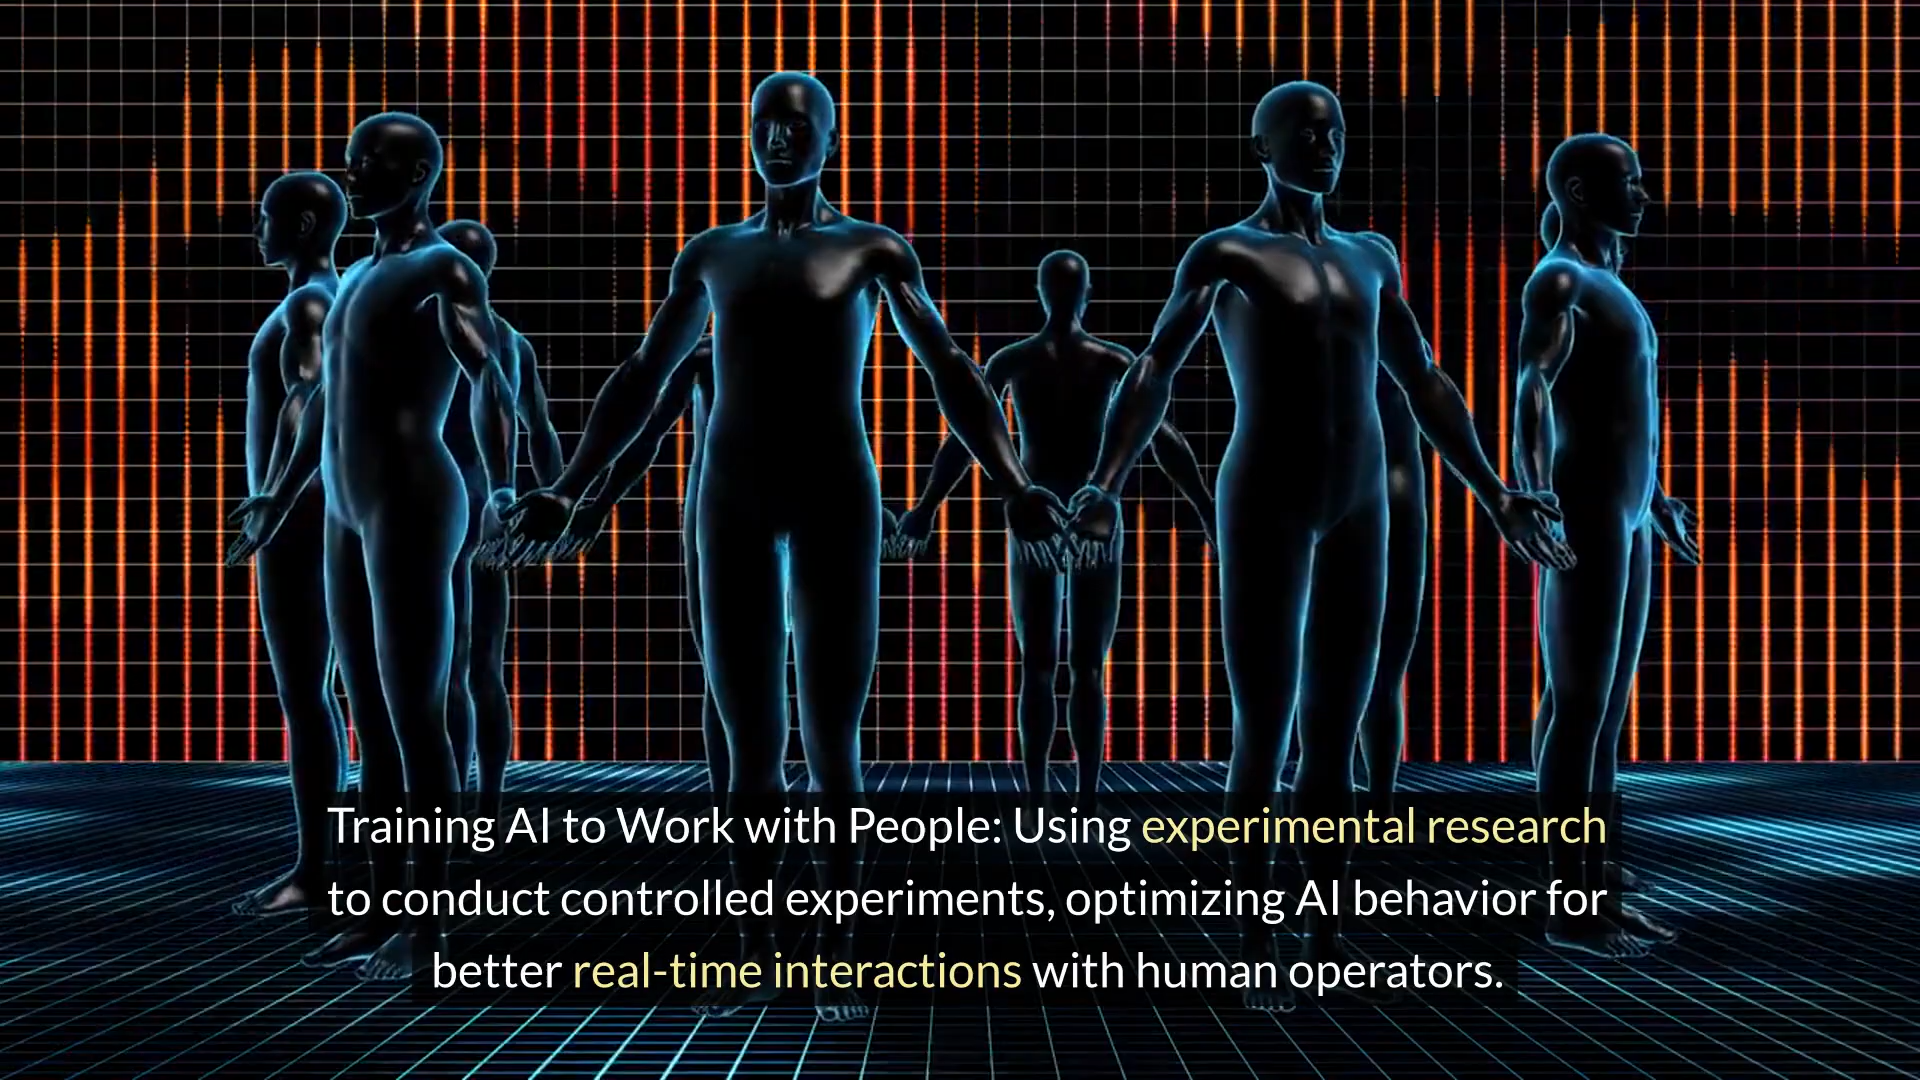 Training AI to Work with People: Using experimental research
to conduct controlled experiments, optimizing AI behavior for
better real-time interactions with human operators.